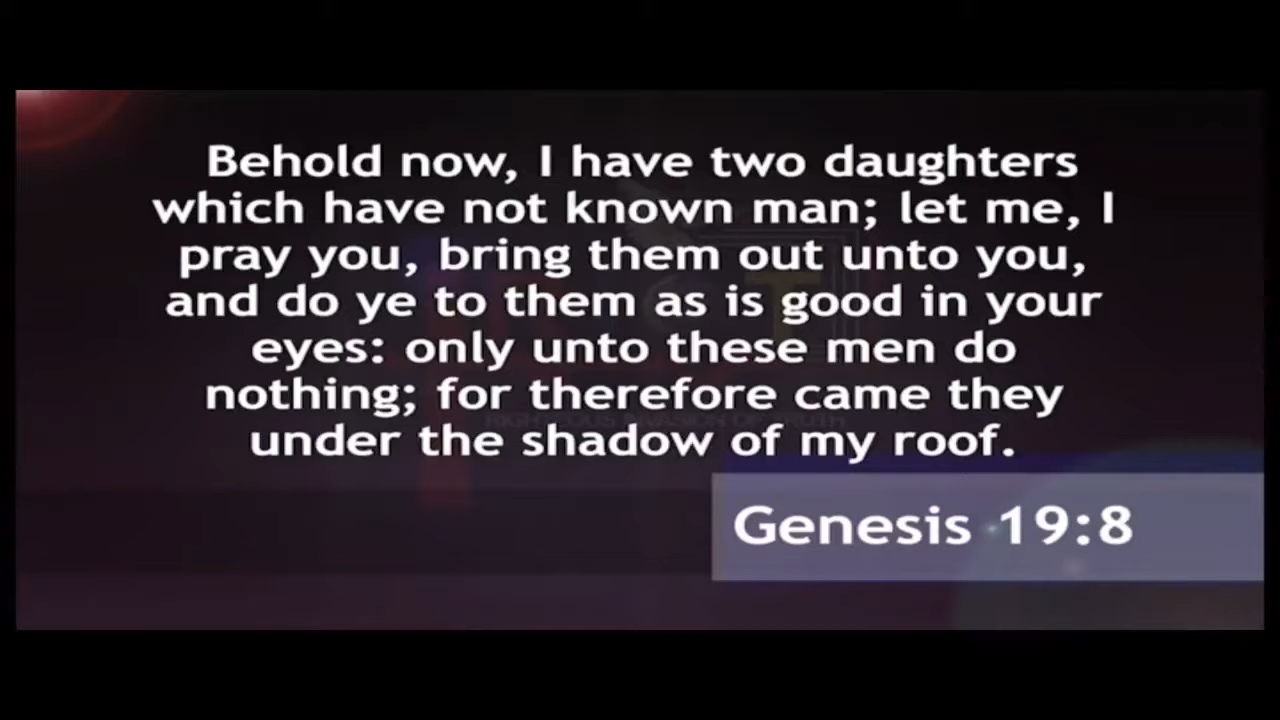 Behold now, I have two daughters
which have not known man; let me, I
pray you, bring them out unto you,
and do ye to them as is good in your
eyes: only unto these men do
nothing; for therefore came they
under the shadow of my roof.
Genesis 19:8